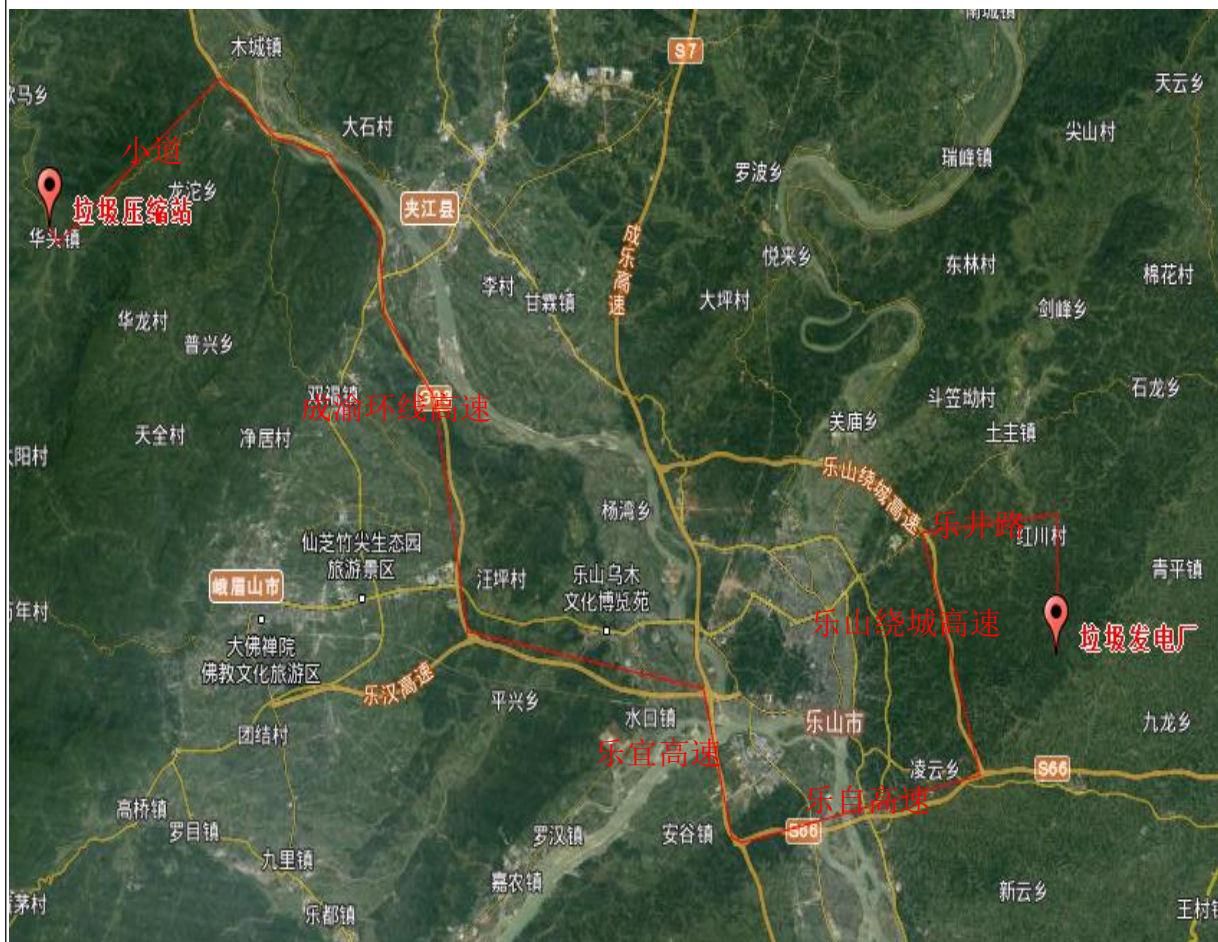 南城镇
木城镇
S7
天云乡
马乡
大石村
尖山村
小道
瑞峰镇
罗波乡
龙沱乡
垃圾压缩站
夹江县
华头镇
成乐高速
悦来乡
东林村
棉花村
李村
甘霖镇
大坪村
剑峰乡
华龙村
普兴乡
双福镇
成渝环线高速
石龙乡
斗笠坳村
关庙乡
土主镇
天全村
净居村
阳村
乐山绕城高速
杨湾乡
乐井路
红川村
仙芝竹尖生态园
旅游景区
汪坪村
乐山乌木
文化博览苑
青平镇
峨眉山市
年村
乐山绕城高速
垃圾发电厂
大佛禅院
佛教文化旅游区
乐汉高速
平兴乡
水口镇
乐山市
九龙乡
团结村
乐宜高速
凌云乡
S66
乐自高速
高桥镇
罗目镇
罗汉镇
安谷镇
S66
九里镇
嘉农镇
新云乡
茅村
乐都镇
王村镇